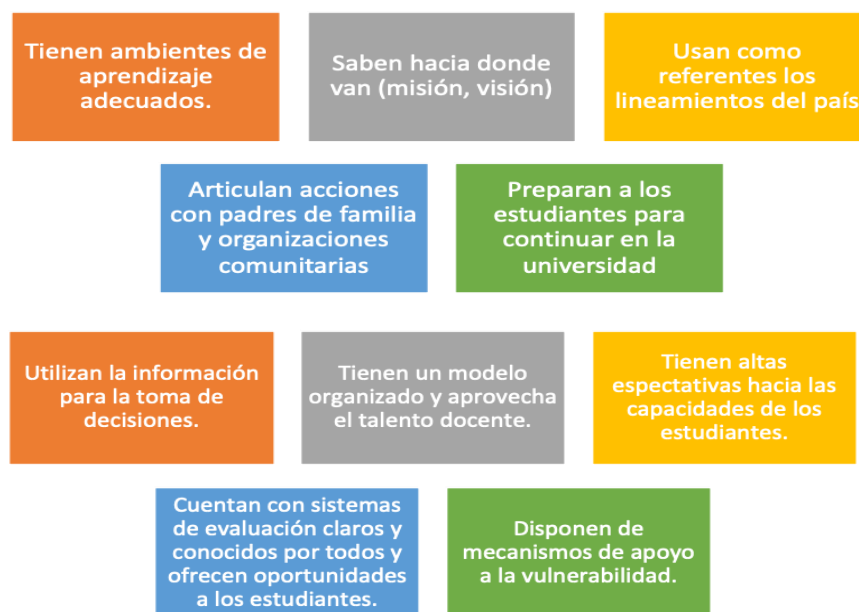 Tienen ambientes de
aprendizaje
adecuados.
Saben hacia donde
van (misión, visión)
Usan como
referentes los
lineamientos del país
Articulan acciones
con padres de familia
y organizaciones
comunitarias
Preparan a los
estudiantes para
continuar en la
universidad
Utilizan la información
para la toma de
decisiones.
Tienen un modelo
organizado y aprovecha
el talento docente.
Tienen altas
espectativas hacia las
capacidades de los
estudiantes.
Cuentan con sistemas
de evaluación claros y
conocidos por todos y
ofrecen oportunidades
a los estudiantes.
Disponen de
mecanismos de apoyo
a la vulnerabilidad.